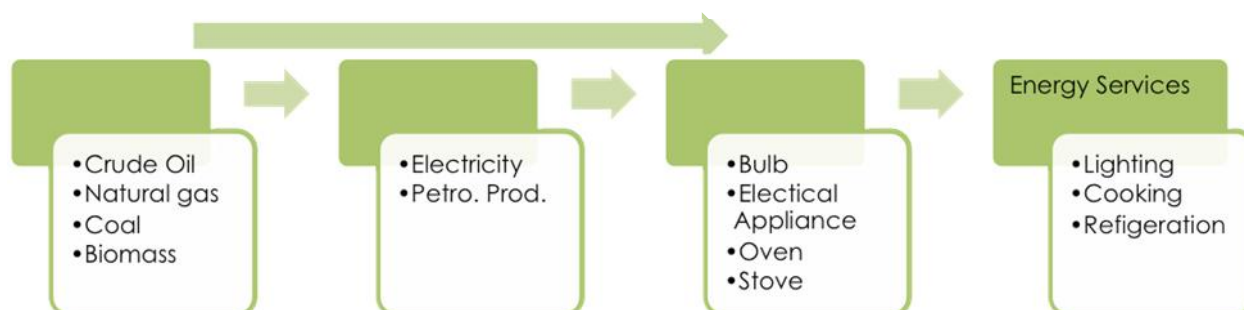 •Crude Oil
•Natural gas
•Coal
•Biomass
•Electricity
•Petro. Prod.
•Bulb
•Electical
Appliance
•Oven
•Stove
Energy Services
•Lighting
•Cooking
•Refigeration